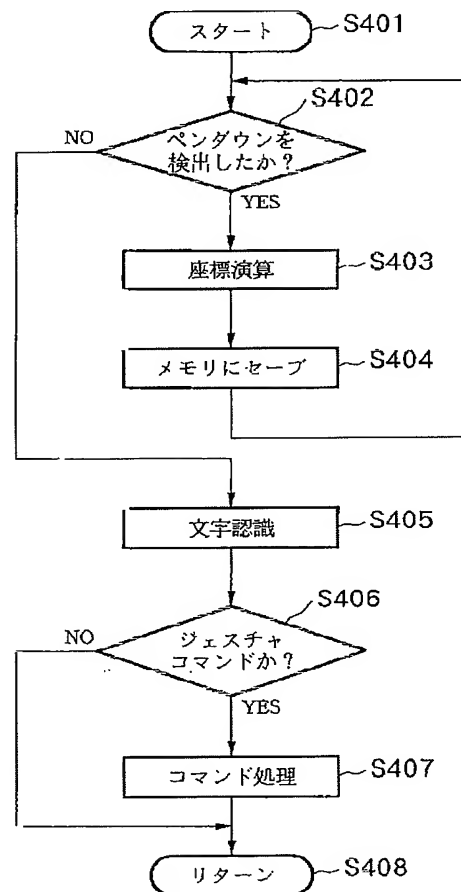 スタート
S401
S402
NO
ペンダウンを
検出したか？
YES
座標演算
S403
メモリにセーブ
S404
文字認識
S405
S406
NO
ジェスチャ
コマンドか？
YES
コマンド処理
S407
リターン
S408